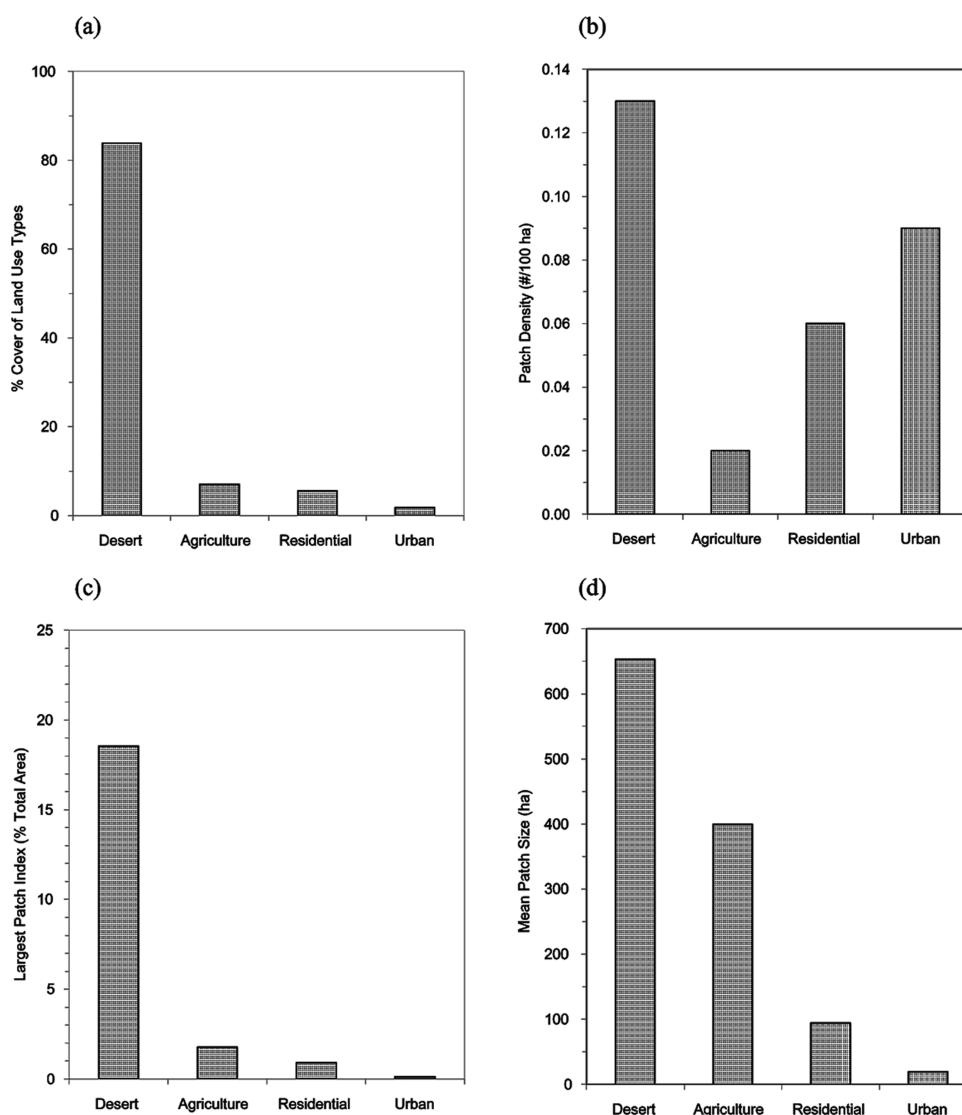 (a)
% Cover of Land Use Types
100
80
60
40
20
0
Desert Agriculture Residential Urban
(b)
Patch Density (#/100 ha)
0.14
0.12
0.10
0.08
0.06
0.04
0.02
0.00
Desert Agriculture Residential Urban
(c)
Largest Patch Index (% Total Area)
25
20
15
10
5
0
Desert Agriculture Residential Urban
(d)
Mean Patch Size (ha)
700
600
500
400
300
200
100
0
Desert Agriculture Residential Urban